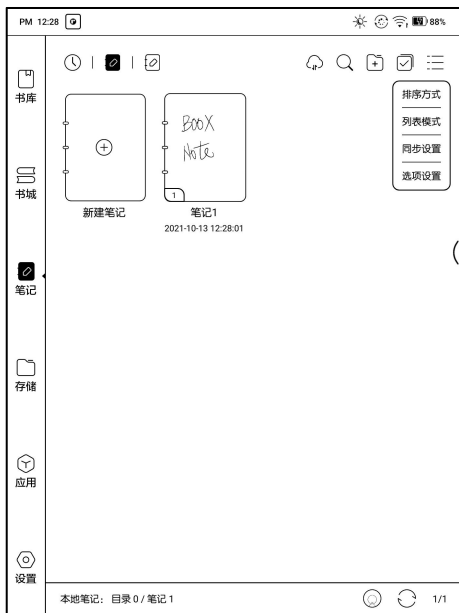 PM 12:28 88%
书库
书城
笔记
存储
应用
设置
排序方式
列表模式
同步设置
选项设置
BOOX
Note
1
新建笔记
笔记1
2021-10-13 12:28:01
本地笔记：目录 0 / 笔记 1
1/1